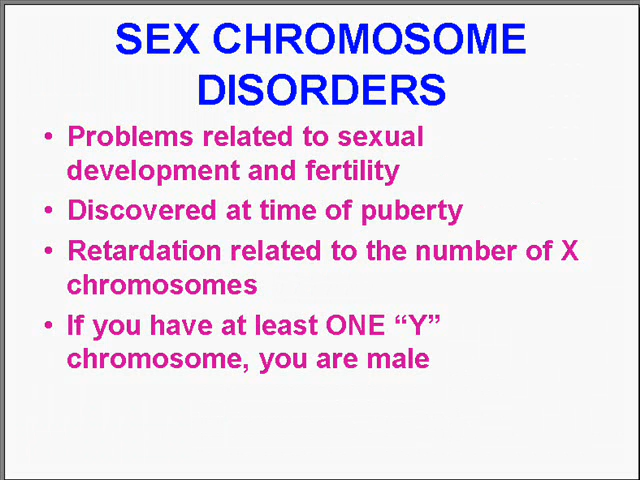 SEX CHROMOSOME
DISORDERS
• Problems related to sexual
development and fertility
• Discovered at time of puberty
• Retardation related to the number of X
chromosomes
• If you have at least ONE “Y”
chromosome, you are male